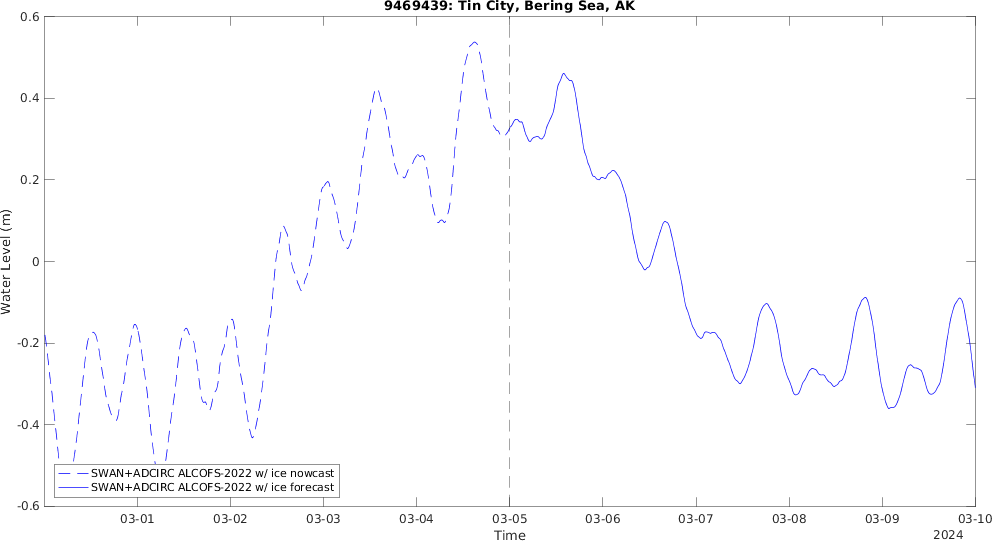 9469439: Tin City, Bering Sea, AK
0.6
0.4
0.2
0
-0.2
-0.4
-0.6
Water Level (m)
SWAN+ADCIRC ALCOFS-2022 w/ ice nowcast
SWAN+ADCIRC ALCOFS-2022 w/ ice forecast
03-01 03-02 03-03 03-04 03-05 03-06 03-07 03-08 03-09 03-10
Time
2024